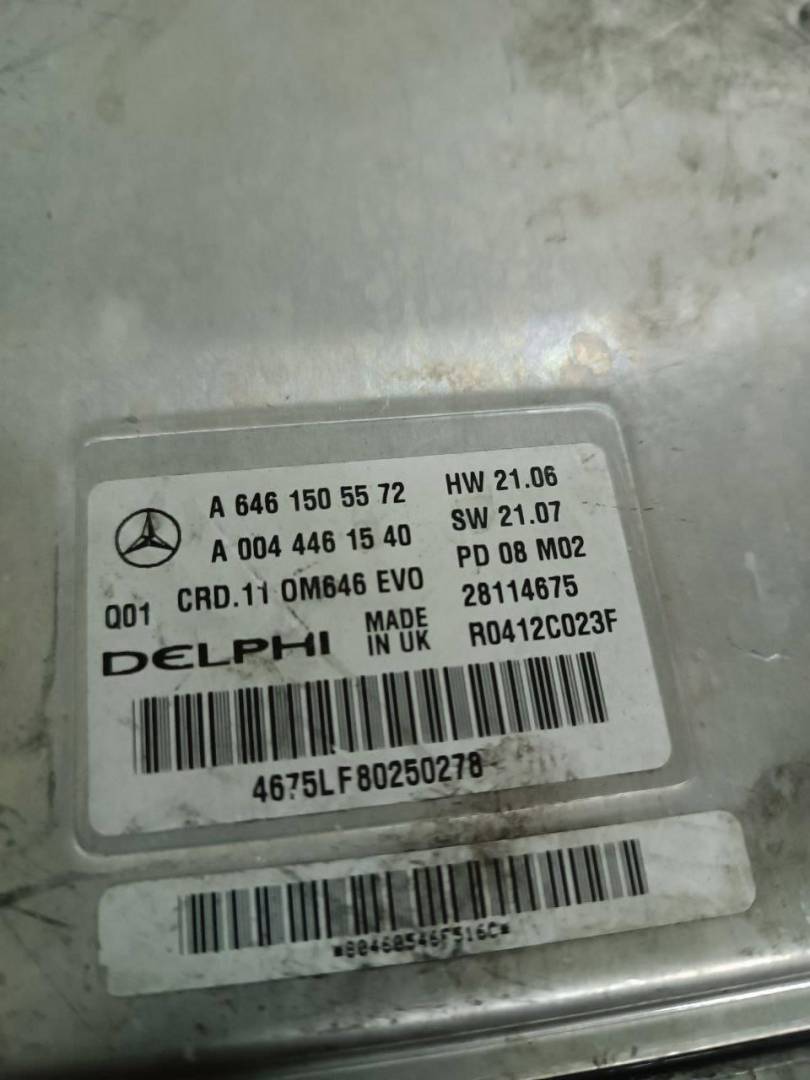 A 646 150 55 72 HW 21.06
A 004 446 15 40 SW 21.07
Q01 CRD.11 OM646 EVO PD 08 M02
28114675
DELPHI MADE IN UK R0412C023F
4675LF80250278
*80460546F516C*